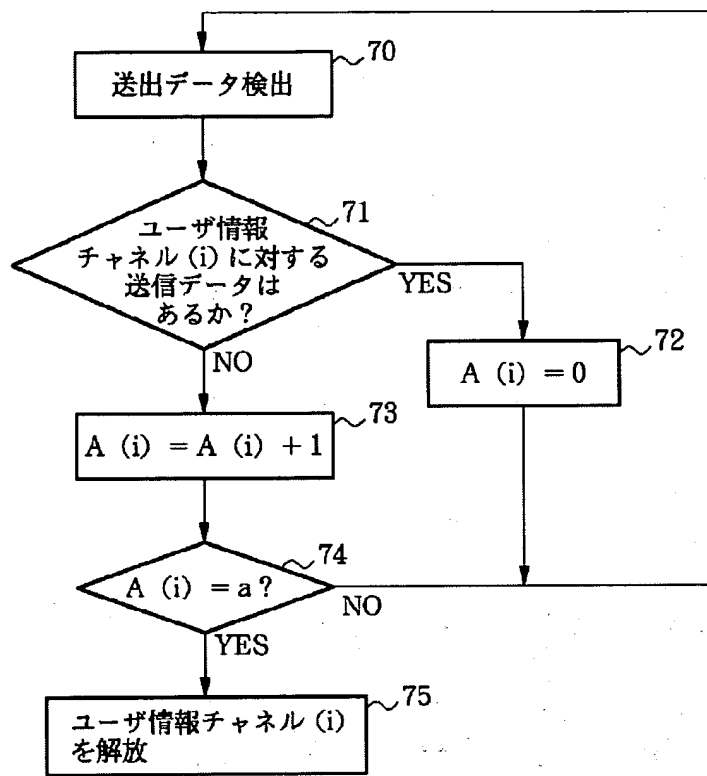 70
送出データ検出
71
ユーザ情報
チャネル (i) に対する
送信データは
あるか?
YES
NO
72
A (i) = 0
73
A (i) = A (i) + 1
74
A (i) = a?
NO
YES
75
ユーザ情報チャネル (i)
を解放